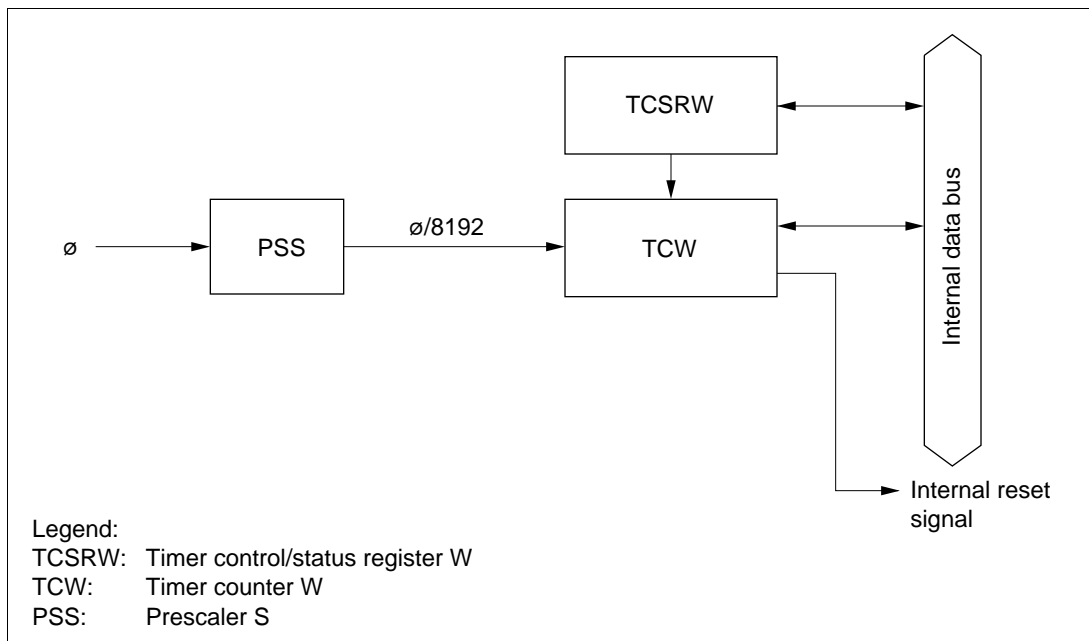 TCSRW
ø
PSS
ø/8192
TCW
Internal data bus
Internal reset
signal
Legend:
TCSRW: Timer control/status register W
TCW: Timer counter W
PSS: Prescaler S